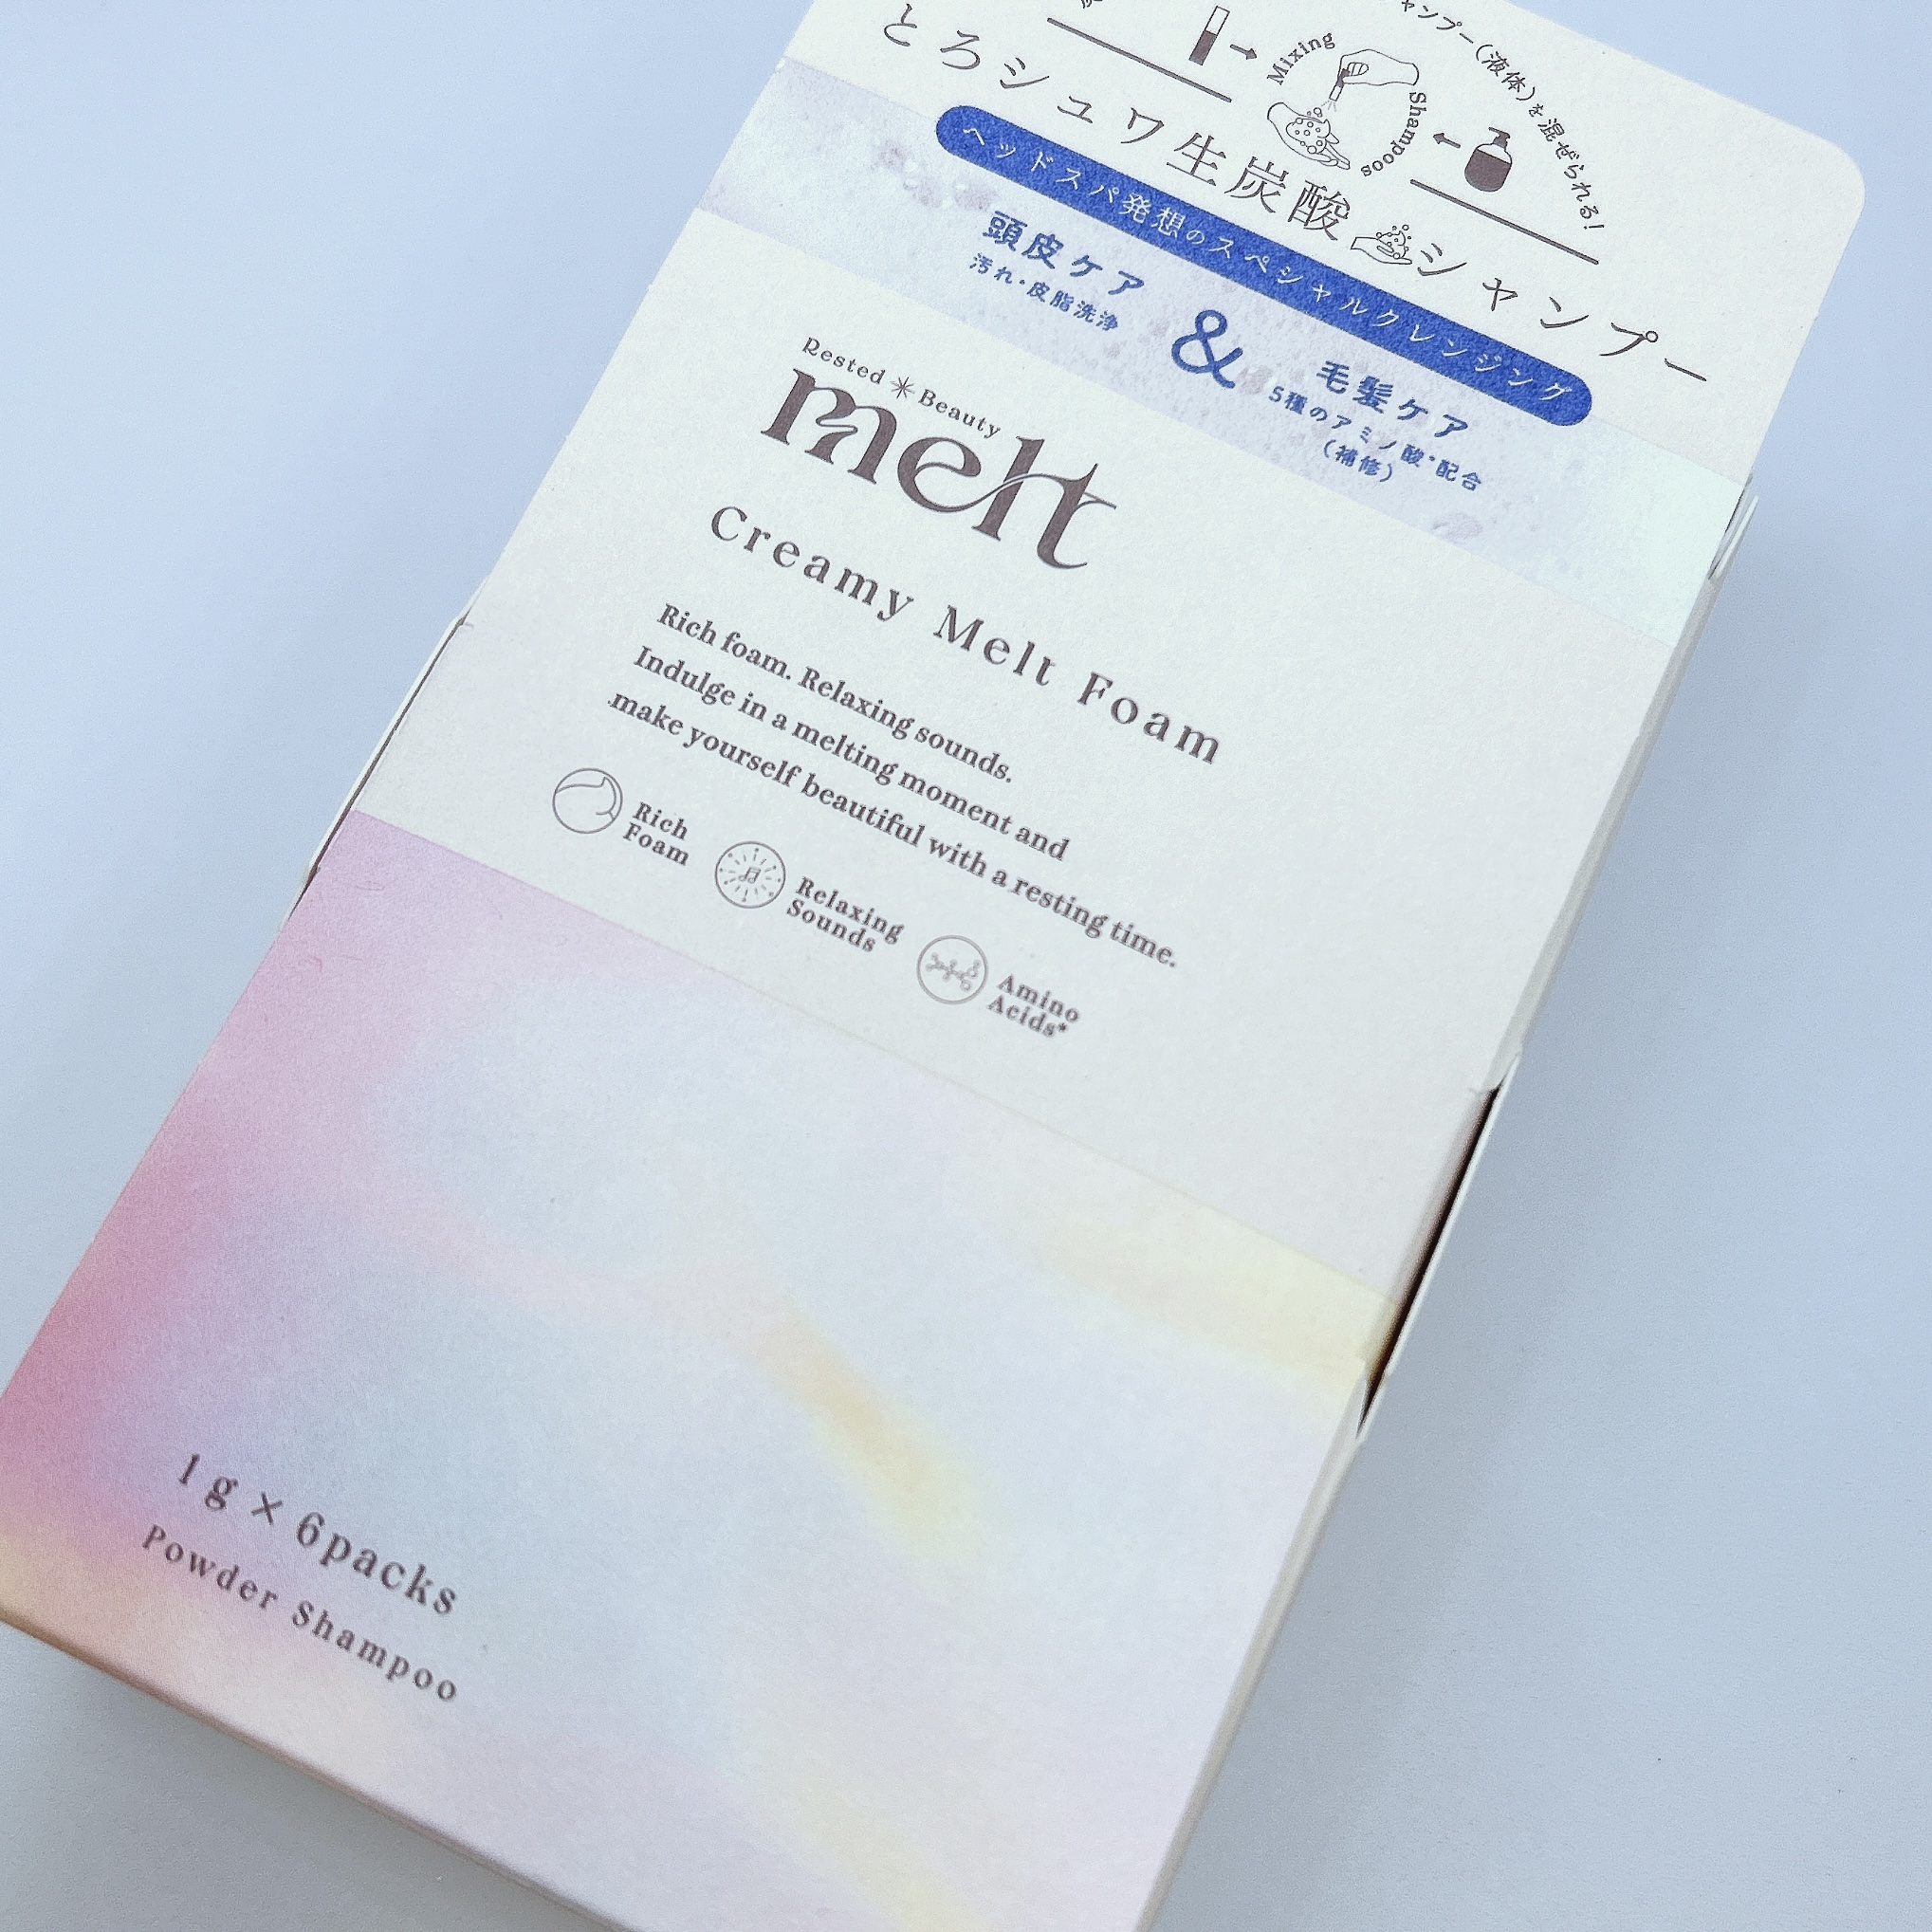 ャンプー(液体)を混ぜられる!
Mixing
Shampoos
とろシュワ生炭酸シャンプー
ヘッドスパ発想のスペシャルクレンジング
頭皮ケア
汚れ・皮脂洗浄
&
毛髪ケア
5種のアミノ酸*配合
(補修)
Rested Beauty
melt
Creamy Melt Foam
Rich foam. Relaxing sounds.
Indulge in a melting moment and
make yourself beautiful with a resting time.
Rich
Foam
Relaxing
Sounds
Amino
Acids*
1g×6packs
Powder Shampoo